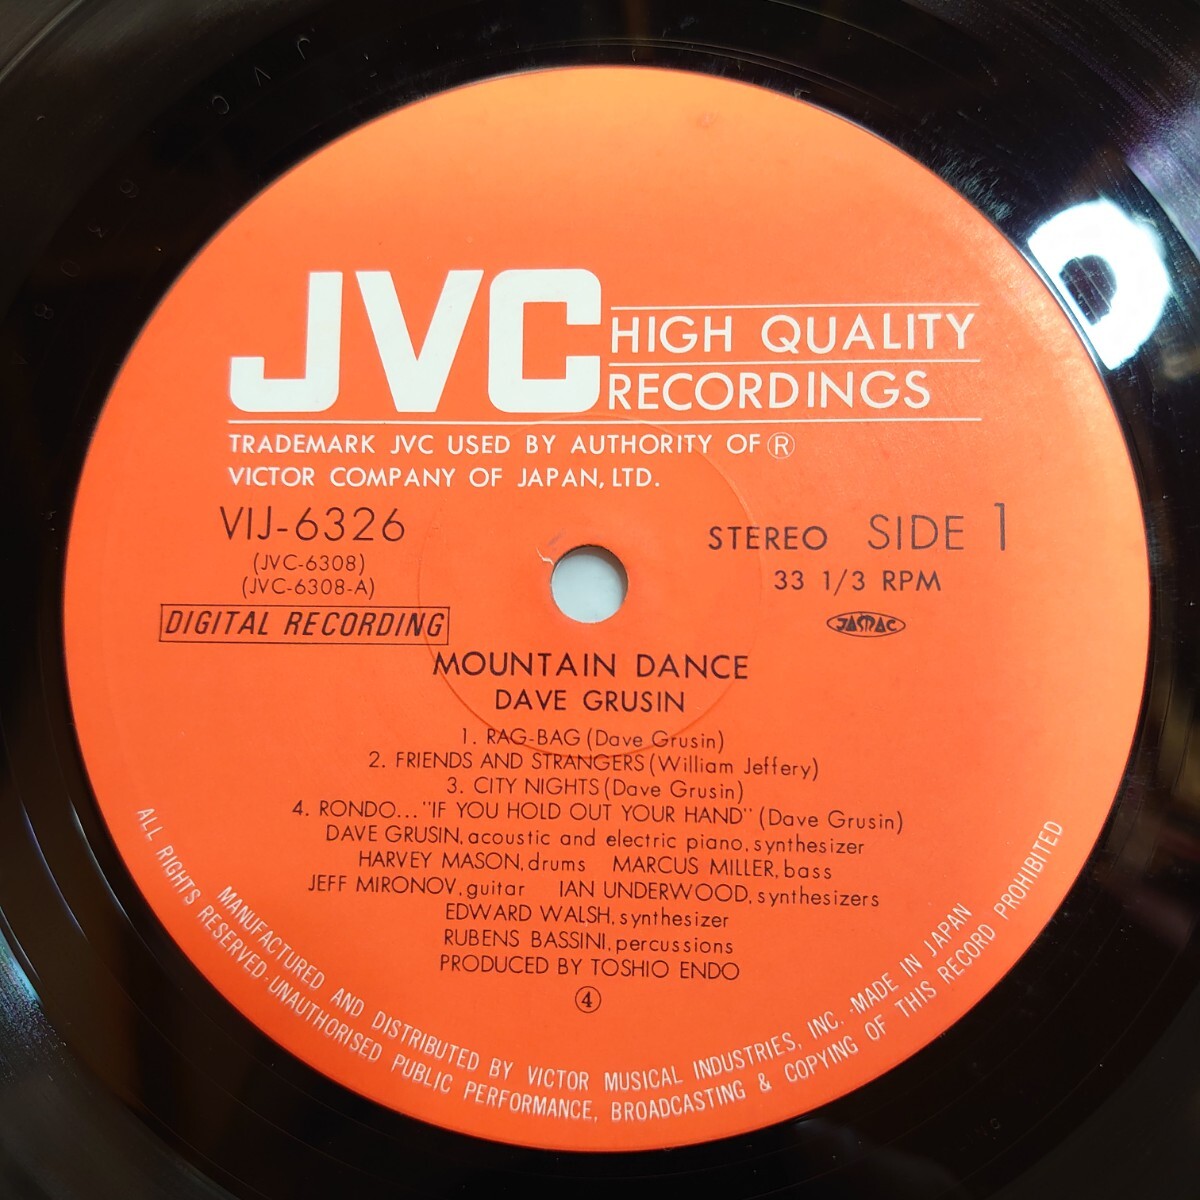 JVC
HIGH QUALITY
RECORDINGS
TRADEMARK JVC USED BY AUTHORITY OF Ⓡ
VICTOR COMPANY OF JAPAN, LTD.
VIJ-6326
(JVC-6308)
(JVC-6308-A)
DIGITAL RECORDING
STEREO SIDE 1
33 1/3 RPM
JASRAC
MOUNTAIN DANCE
DAVE GRUSIN
1. RAG-BAG (Dave Grusin)
2. FRIENDS AND STRANGERS (William Jeffery)
3. CITY NIGHTS (Dave Grusin)
4. RONDO... "IF YOU HOLD OUT YOUR HAND" (Dave Grusin)
DAVE GRUSIN, acoustic and electric piano, synthesizer
HARVEY MASON, drums MARCUS MILLER, bass
JEFF MIRONOV, guitar IAN UNDERWOOD, synthesizers
EDWARD WALSH, synthesizer
RUBENS BASSINI, percussions
PRODUCED BY TOSHIO ENDO
④
MANUFACTURED AND DISTRIBUTED BY VICTOR MUSICAL INDUSTRIES, INC. · MADE IN JAPAN
ALL RIGHTS RESERVED · UNAUTHORISED PUBLIC PERFORMANCE, BROADCASTING & COPYING OF THIS RECORD PROHIBITED